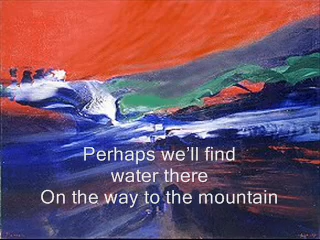 Perhaps we'll find
water there
On the way to the mountain